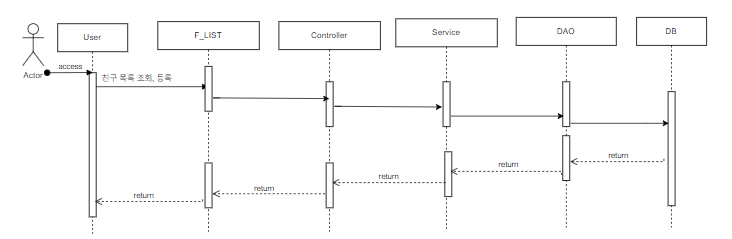 User
F_LIST
Controller
Service
DAO
DB
Actor
access
친구 목록 조회, 등록
return
return
return
return
return